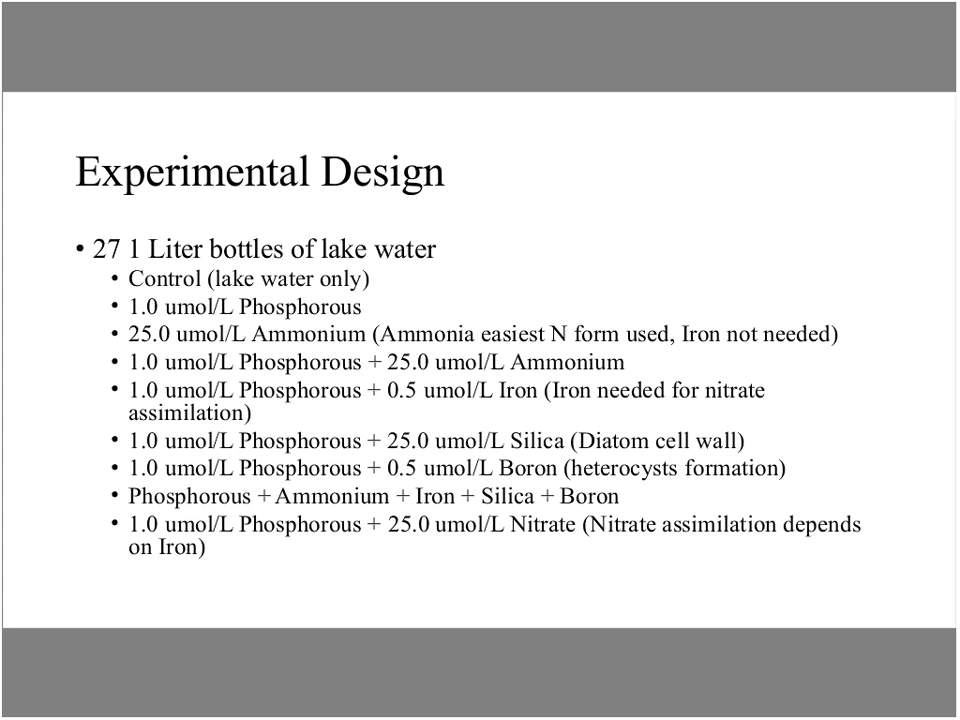 Experimental Design
• 27 1 Liter bottles of lake water
• Control (lake water only)
• 1.0 umol/L Phosphorous
• 25.0 umol/L Ammonium (Ammonia easiest N form used, Iron not needed)
• 1.0 umol/L Phosphorous + 25.0 umol/L Ammonium
• 1.0 umol/L Phosphorous + 0.5 umol/L Iron (Iron needed for nitrate
assimilation)
• 1.0 umol/L Phosphorous + 25.0 umol/L Silica (Diatom cell wall)
• 1.0 umol/L Phosphorous + 0.5 umol/L Boron (heterocysts formation)
• Phosphorous + Ammonium + Iron + Silica + Boron
• 1.0 umol/L Phosphorous + 25.0 umol/L Nitrate (Nitrate assimilation depends
on Iron)